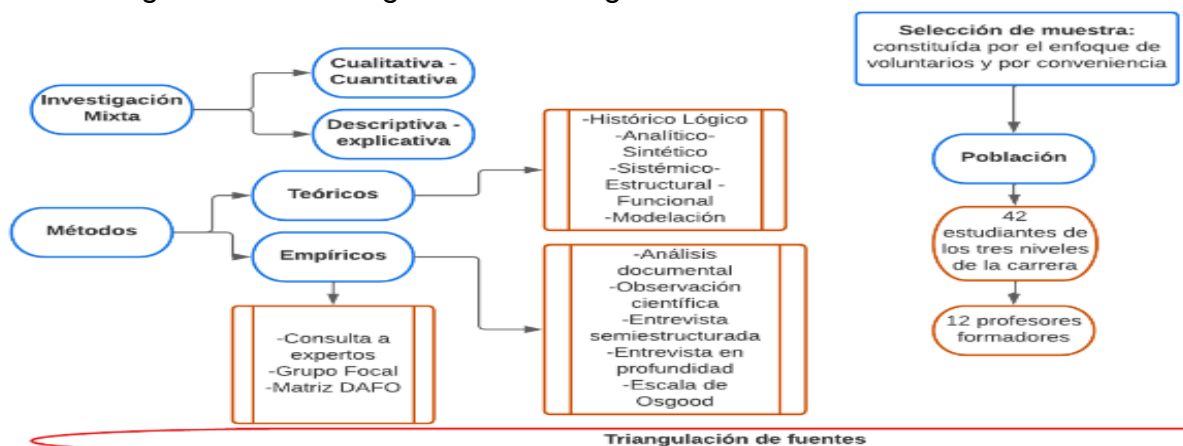 Investigación
Mixta
Cualitativa -
Cuantitativa
Descriptiva -
explicativa
Métodos
Teóricos
Empíricos
-Histórico Lógico
-Analítico-
Sintético
-Sistémico-
Estructural -
Funcional
-Modelación
-Consulta a
expertos
-Grupo Focal
-Matriz DAFO
-Análisis
documental
-Observación
científica
-Entrevista
semiestructurada
-Entrevista en
profundidad
-Escala de
Osgood
Selección de muestra:
constituída por el enfoque de
voluntarios y por conveniencia
Población
42
estudiantes de
los tres niveles
de la carrera
12 profesores
formadores
Triangulación de fuentes